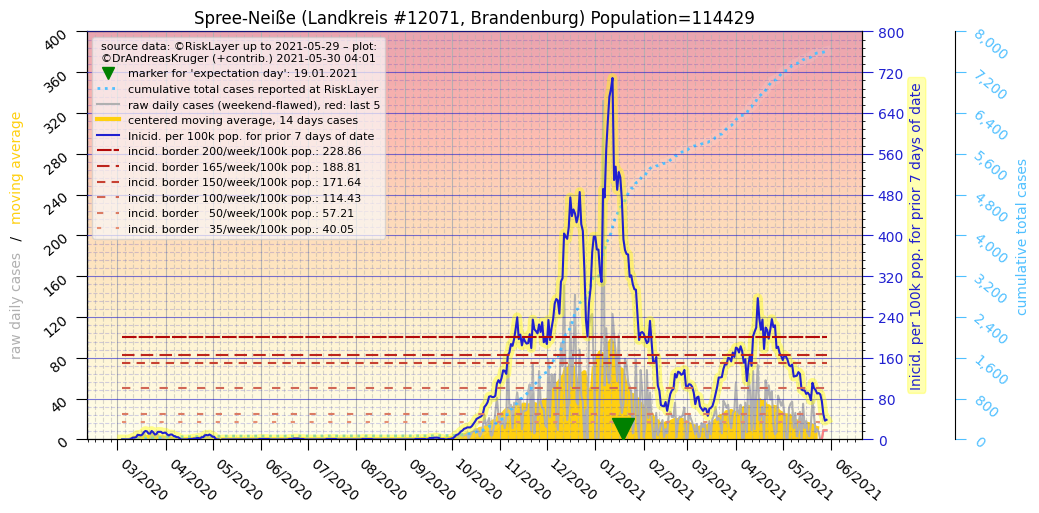 Spree-Neiße (Landkreis #12071, Brandenburg) Population=114429
source data: ©RiskLayer up to 2021-05-29 – plot:
©DrAndreasKruger (+contrib.) 2021-05-30 04:01
marker for 'expectation day': 19.01.2021
cumulative total cases reported at RiskLayer
raw daily cases (weekend-flawed), red: last 5
centered moving average, 14 days cases
Inicid. per 100k pop. for prior 7 days of date
incid. border 200/week/100k pop.: 228.86
incid. border 165/week/100k pop.: 188.81
incid. border 150/week/100k pop.: 171.64
incid. border 100/week/100k pop.: 114.43
incid. border   50/week/100k pop.: 57.21
incid. border   35/week/100k pop.: 40.05
raw daily cases / moving average
400
360
320
280
240
200
160
120
80
40
0
800
720
640
560
480
400
320
240
160
80
0
Inicid. per 100k pop. for prior 7 days of date
8,000
7,200
6,400
5,600
4,800
4,000
3,200
2,400
1,600
800
0
cumulative total cases
03/2020
04/2020
05/2020
06/2020
07/2020
08/2020
09/2020
10/2020
11/2020
12/2020
01/2021
02/2021
03/2021
04/2021
05/2021
06/2021